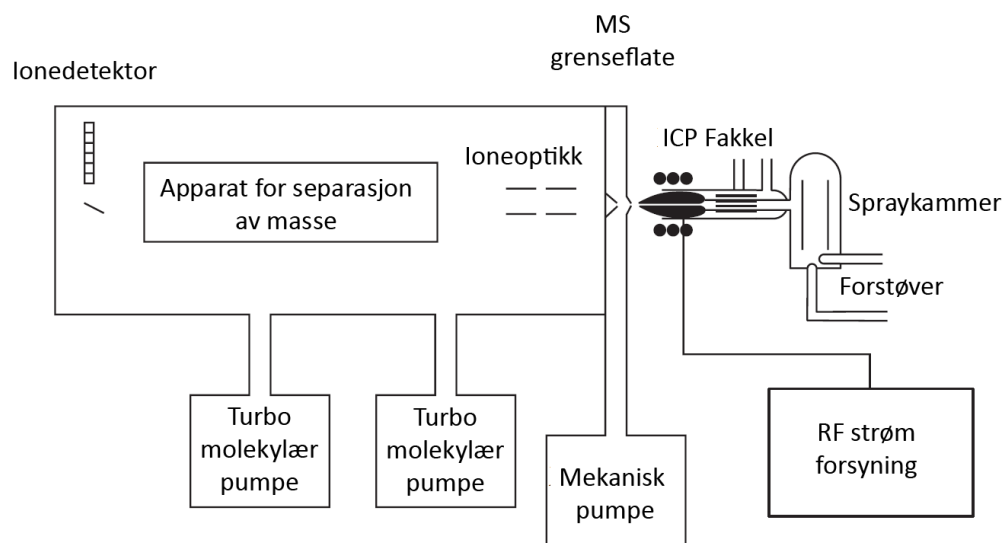 MS
grenseflate
Ionedetektor
ICP Fakkel
Ioneoptikk
Apparat for separasjon
av masse
Spraykammer
Forstøver
Turbo
molekylær
pumpe
Turbo
molekylær
pumpe
Mekanisk
pumpe
RF strøm
forsyning